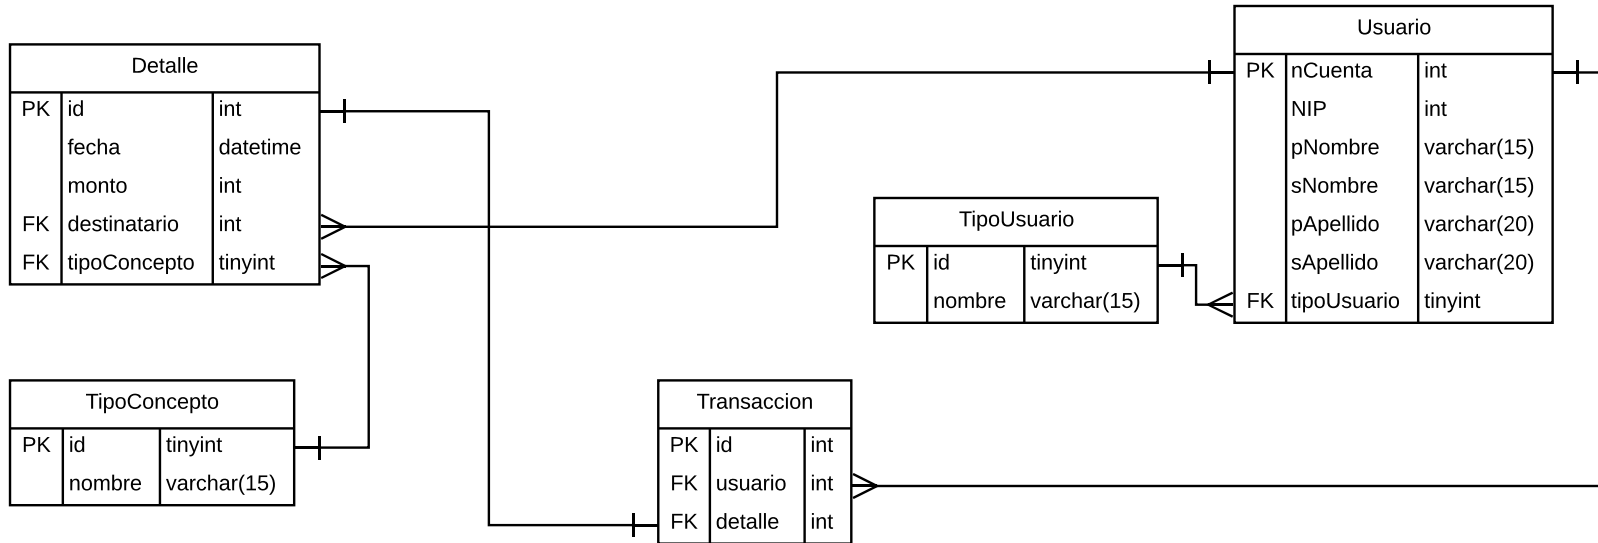 Detalle
PK id int
fecha datetime
monto int
FK destinatario int
FK tipoConcepto tinyint
Usuario
PK nCuenta int
NIP int
pNombre varchar(15)
sNombre varchar(15)
pApellido varchar(20)
sApellido varchar(20)
FK tipoUsuario tinyint
TipoUsuario
PK id tinyint
nombre varchar(15)
TipoConcepto
PK id tinyint
nombre varchar(15)
Transaccion
PK id int
FK usuario int
FK detalle int